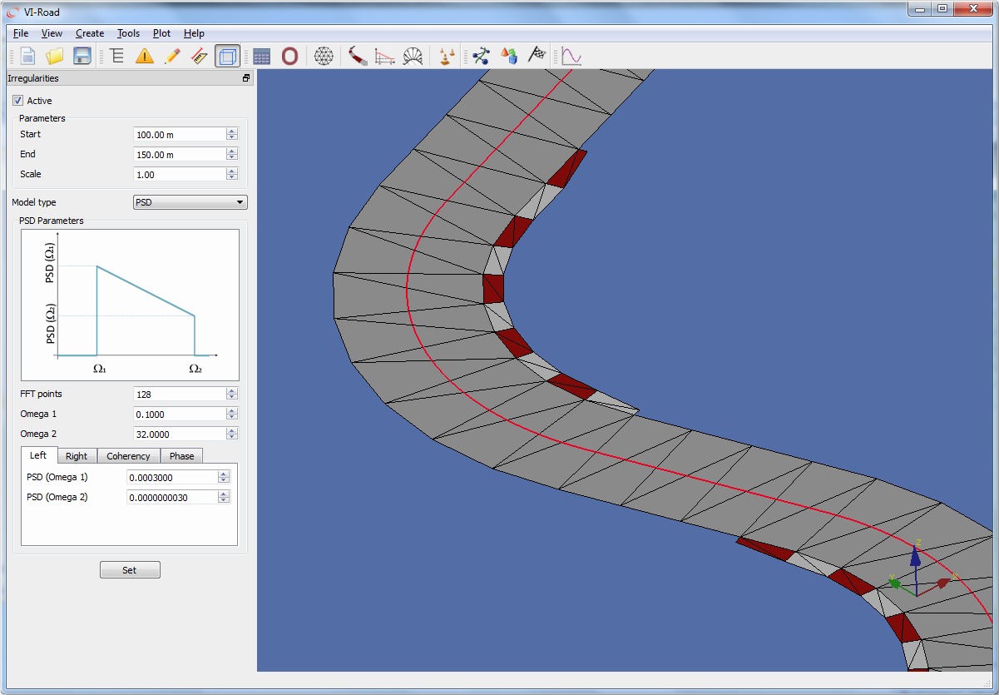 VI-Road
File View Create Tools Plot Help
Irregularities
Active
Parameters
Start 100.00 m
End 150.00 m
Scale 1.00
Model type PSD
PSD Parameters
PSD (Ω₁)
PSD (Ω₂)
Ω₁ Ω₂
FFT points 128
Omega 1 0.1000
Omega 2 32.0000
Left Right Coherency Phase
PSD (Omega 1) 0.0003000
PSD (Omega 2) 0.0000000030
Set
Z
Y X